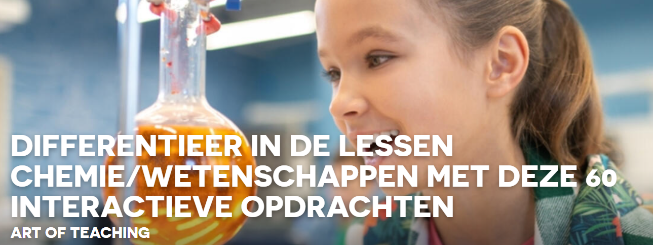 DIFFERENTIEER IN DE LESSEN
CHEMIE/WETENSCHAPPEN MET DEZE 60
INTERACTIEVE OPDRACHTEN
ART OF TEACHING